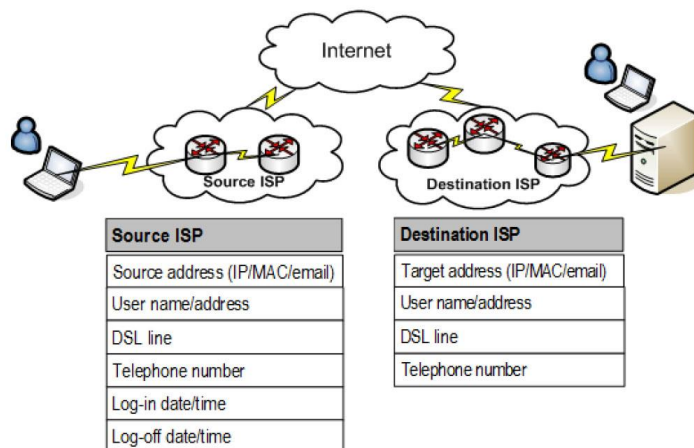 Internet
Source ISP
Destination ISP
Source ISP
Source address (IP/MAC/email)
User name/address
DSL line
Telephone number
Log-in date/time
Log-off date/time
Destination ISP
Target address (IP/MAC/email)
User name/address
DSL line
Telephone number